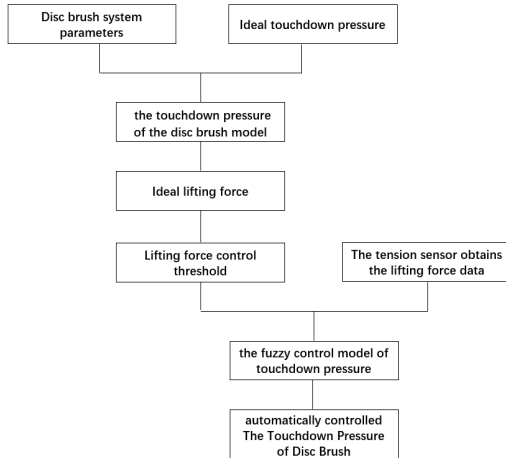 Disc brush system
parameters
Ideal touchdown pressure
the touchdown pressure
of the disc brush model
Ideal lifting force
Lifting force control
threshold
The tension sensor obtains
the lifting force data
the fuzzy control model of
touchdown pressure
automatically controlled
The Touchdown Pressure
of Disc Brush